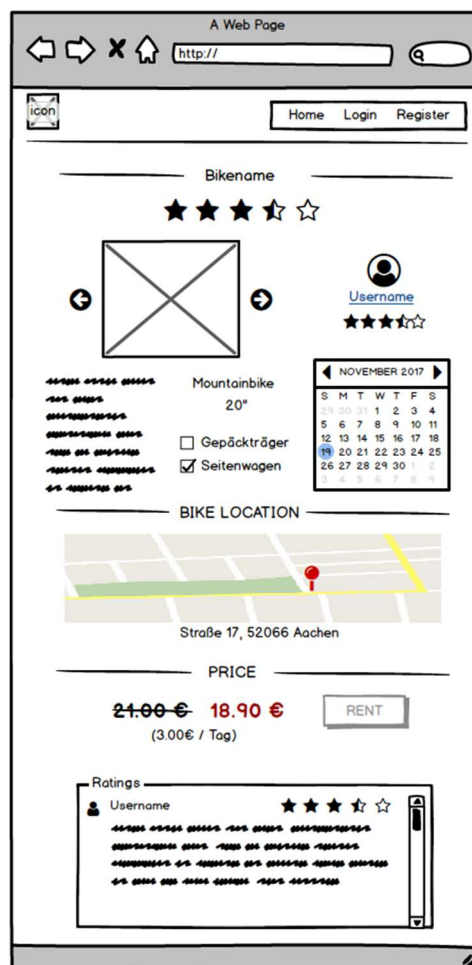 A Web Page
http://
icon
Home Login Register
Bikename
Username
Mountainbike
20"
Gepäckträger
Seitenwagen
NOVEMBER 2017
S M T W T F S
29 30 31 1 2 3 4
5 6 7 8 9 10 11
12 13 14 15 16 17 18
19 20 21 22 23 24 25
26 27 28 29 30 1 2
3 4 5 6 7 8 9
BIKE LOCATION
Straße 17, 52066 Aachen
PRICE
21.00 € 18.90 € RENT
(3.00€ / Tag)
Ratings
Username